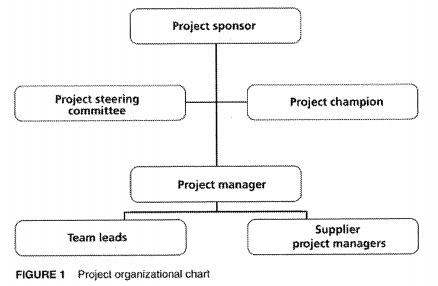 Project sponsor
Project steering
committee
Project champion
Project manager
Team leads
Supplier
project managers
FIGURE 1 Project organizational chart